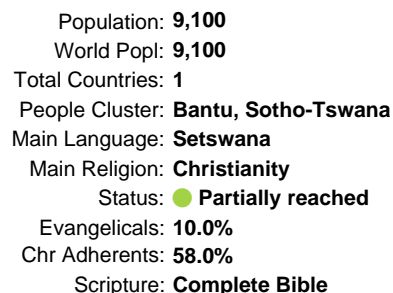 Population: 9,100
World Popl: 9,100
Total Countries: 1
People Cluster: Bantu, Sotho-Tswana
Main Language: Setswana
Main Religion: Christianity
Status: Partially reached
Evangelicals: 10.0%
Chr Adherents: 58.0%
Scripture: Complete Bible